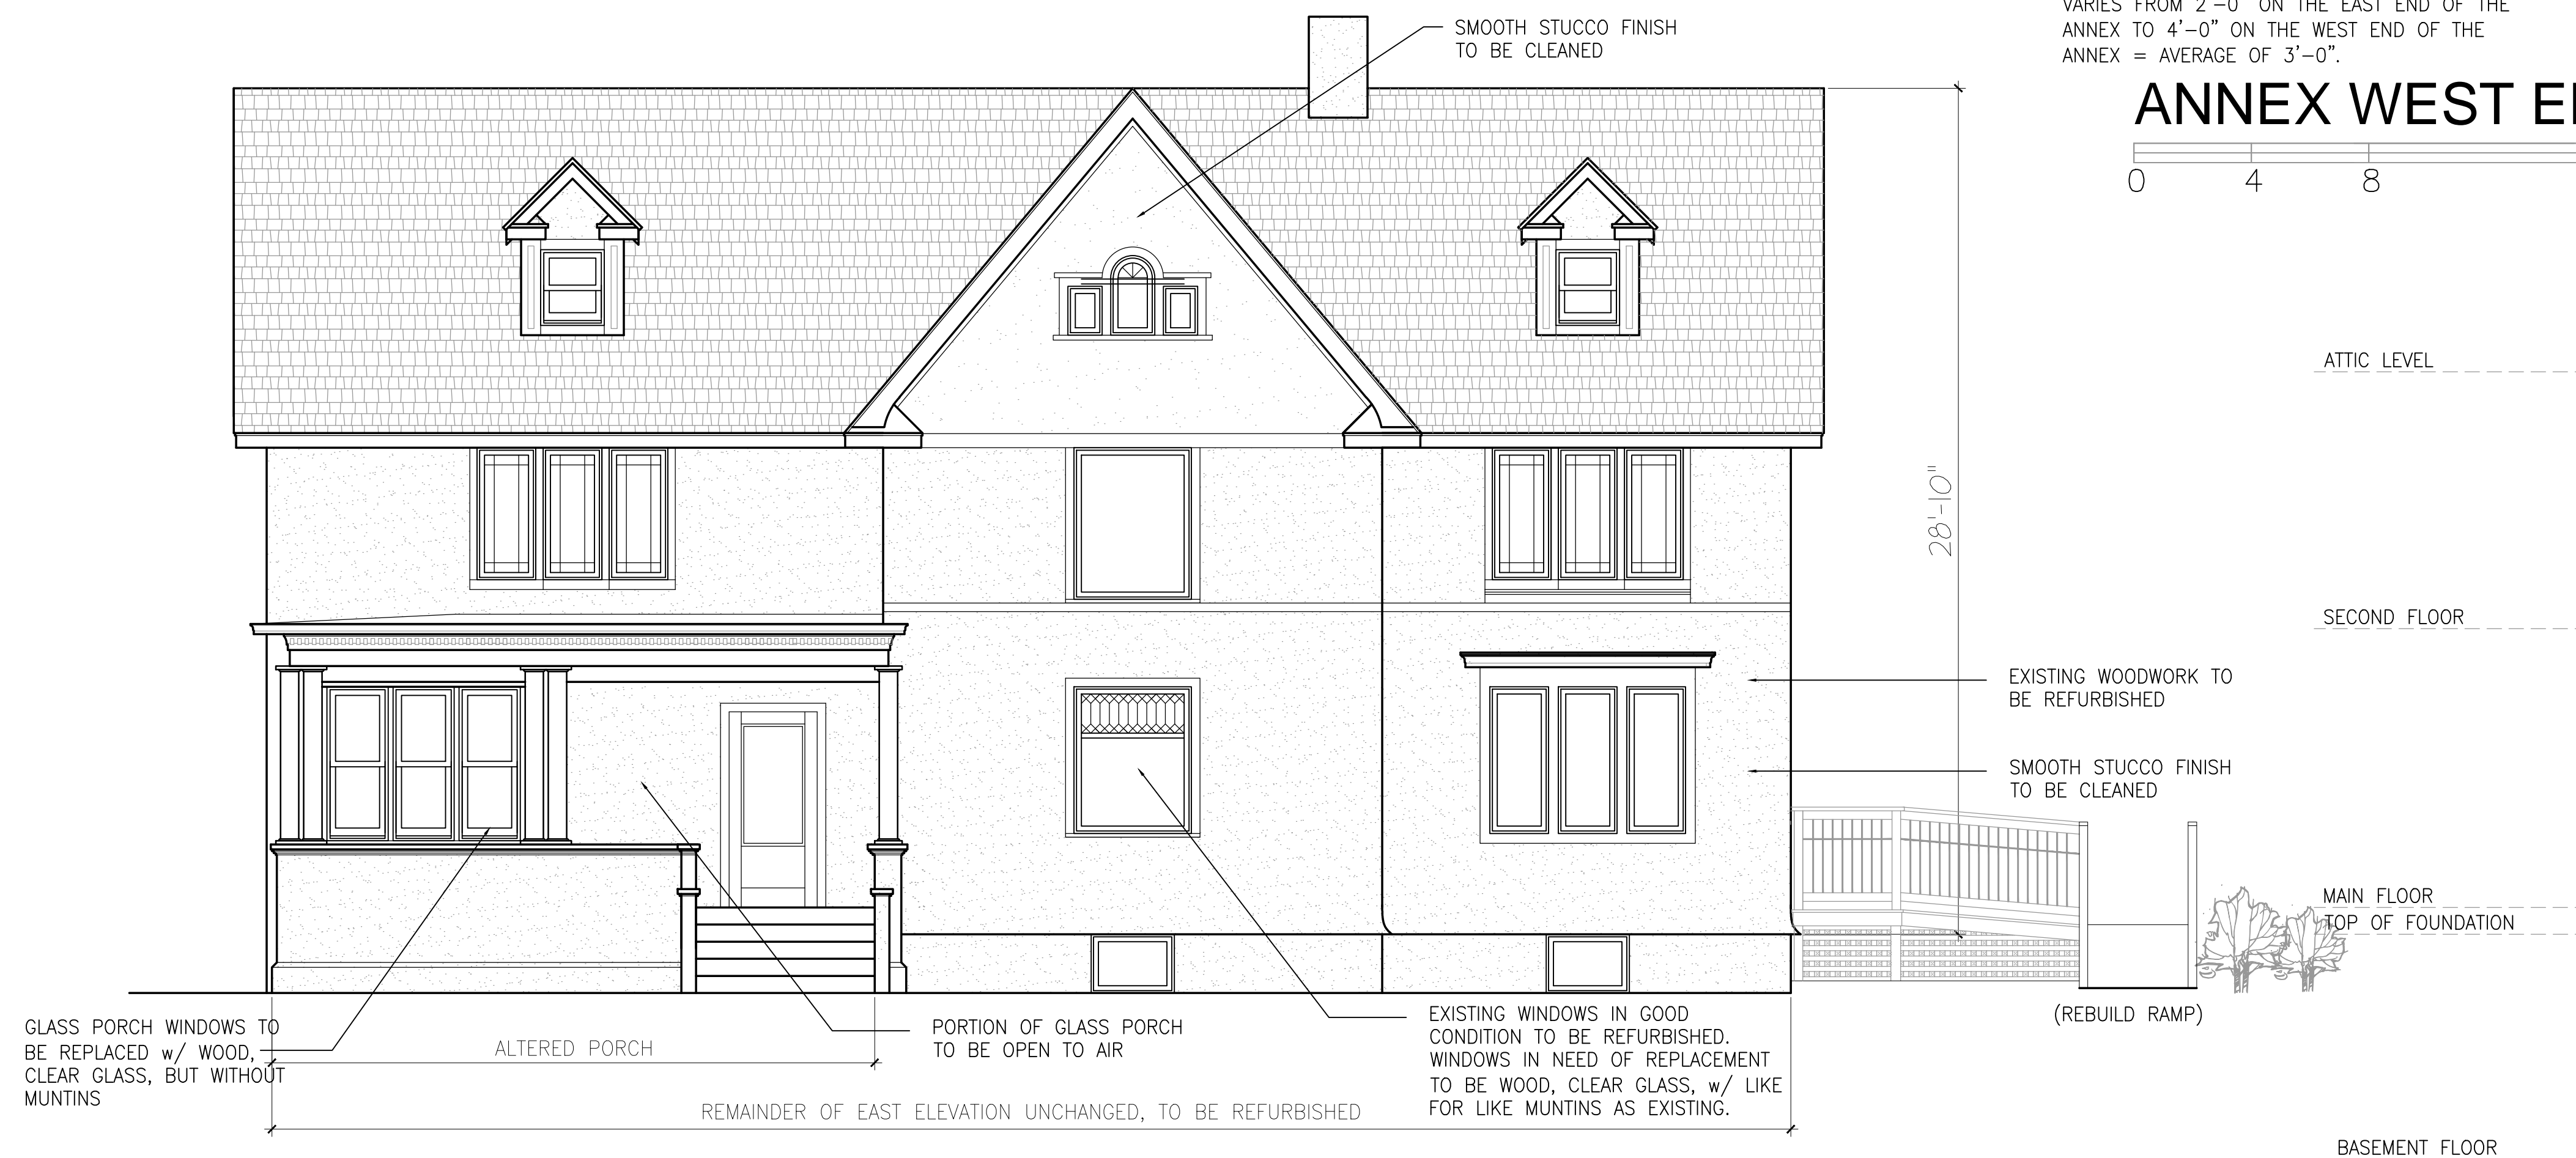 SMOOTH STUCCO FINISH
TO BE CLEANED
VARIES FROM 2'-0" ON THE EAST END OF THE
ANNEX TO 4'-0" ON THE WEST END OF THE
ANNEX = AVERAGE OF 3'-0".
ANNEX WEST
0 4 8
ATTIC LEVEL
28'-10"
SECOND FLOOR
EXISTING WOODWORK TO
BE REFURBISHED
SMOOTH STUCCO FINISH
TO BE CLEANED
MAIN FLOOR
TOP OF FOUNDATION
(REBUILD RAMP)
GLASS PORCH WINDOWS TO
BE REPLACED w/ WOOD,
CLEAR GLASS, BUT WITHOUT
MUNTINS
ALTERED PORCH
PORTION OF GLASS PORCH
TO BE OPEN TO AIR
EXISTING WINDOWS IN GOOD
CONDITION TO BE REFURBISHED.
WINDOWS IN NEED OF REPLACEMENT
TO BE WOOD, CLEAR GLASS, w/ LIKE
FOR LIKE MUNTINS AS EXISTING.
REMAINDER OF EAST ELEVATION UNCHANGED, TO BE REFURBISHED
BASEMENT FLOOR